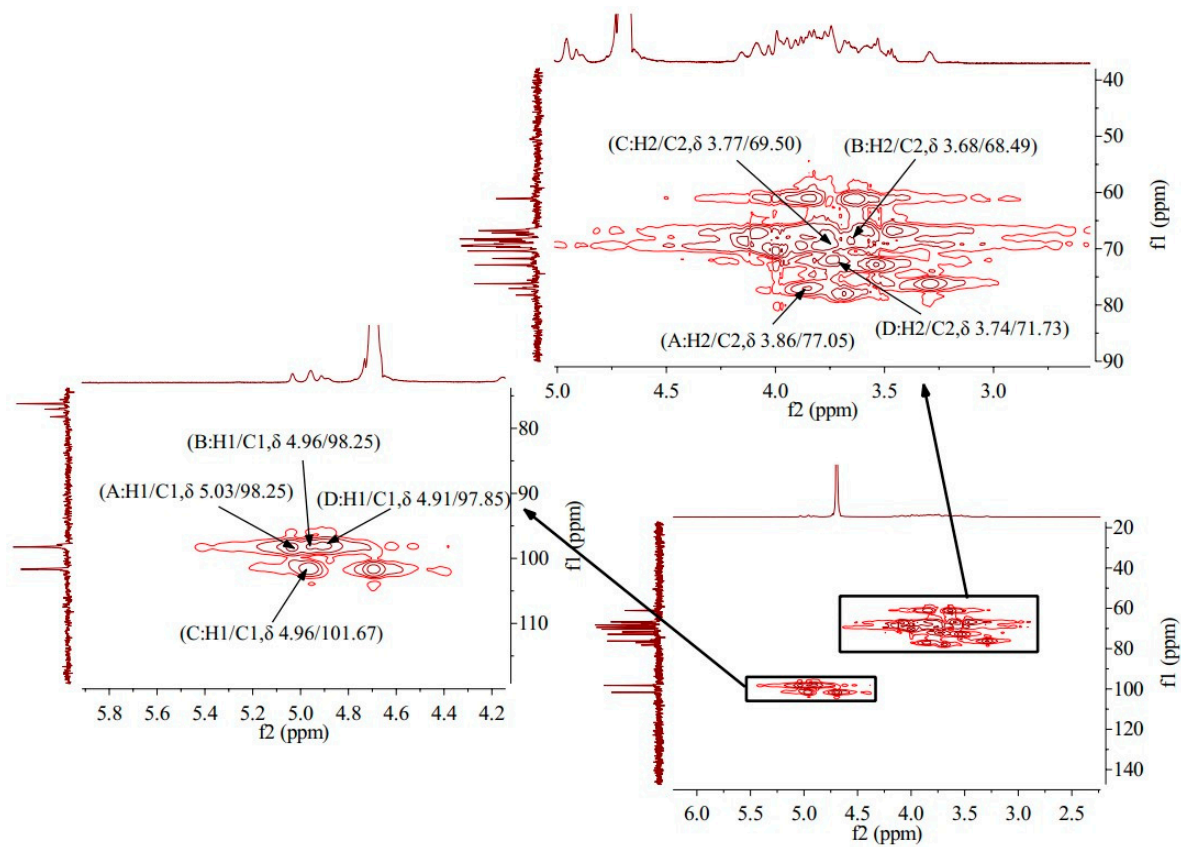 40
50
60
70
80
90
f1 (ppm)
(C:H2/C2,δ 3.77/69.50)
(B:H2/C2,δ 3.68/68.49)
(A:H2/C2,δ 3.86/77.05)
(D:H2/C2,δ 3.74/71.73)
5.0 4.5 4.0 3.5 3.0
f2 (ppm)
80
90
100
110
f1 (ppm)
(B:H1/C1,δ 4.96/98.25)
(A:H1/C1,δ 5.03/98.25)
(D:H1/C1,δ 4.91/97.85)
(C:H1/C1,δ 4.96/101.67)
5.8 5.6 5.4 5.2 5.0 4.8 4.6 4.4 4.2
f2 (ppm)
20
40
60
80
100
120
140
f1 (ppm)
6.0 5.5 5.0 4.5 4.0 3.5 3.0 2.5
f2 (ppm)